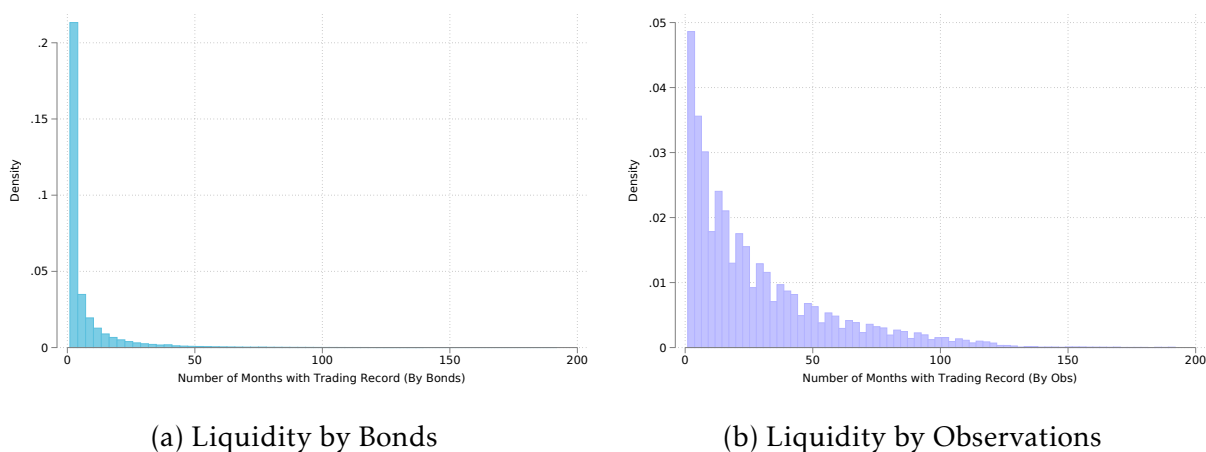 Density
.2
.15
.1
.05
0
0 50 100 150 200
Number of Months with Trading Record (By Bonds)
(a) Liquidity by Bonds
Density
.05
.04
.03
.02
.01
0
0 50 100 150 200
Number of Months with Trading Record (By Obs)
(b) Liquidity by Observations